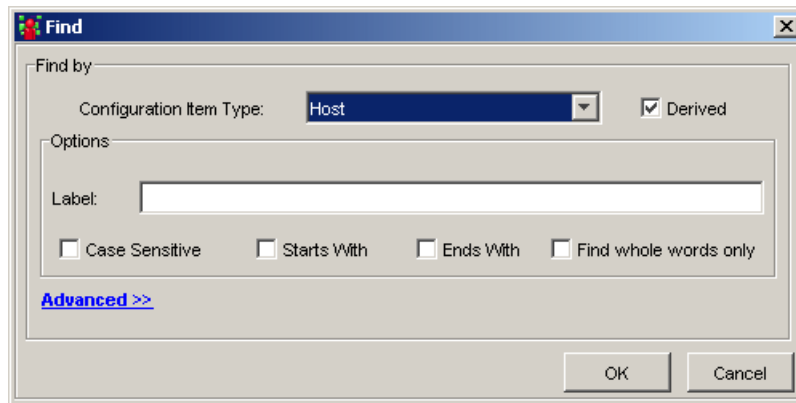 Find
Find by
Configuration Item Type: Host Derived
Options
Label:
Case Sensitive Starts With Ends With Find whole words only
Advanced >>
OK Cancel